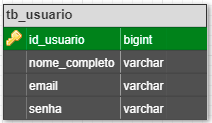 tb_usuario
id_usuario bigint
nome_completo varchar
email varchar
senha varchar